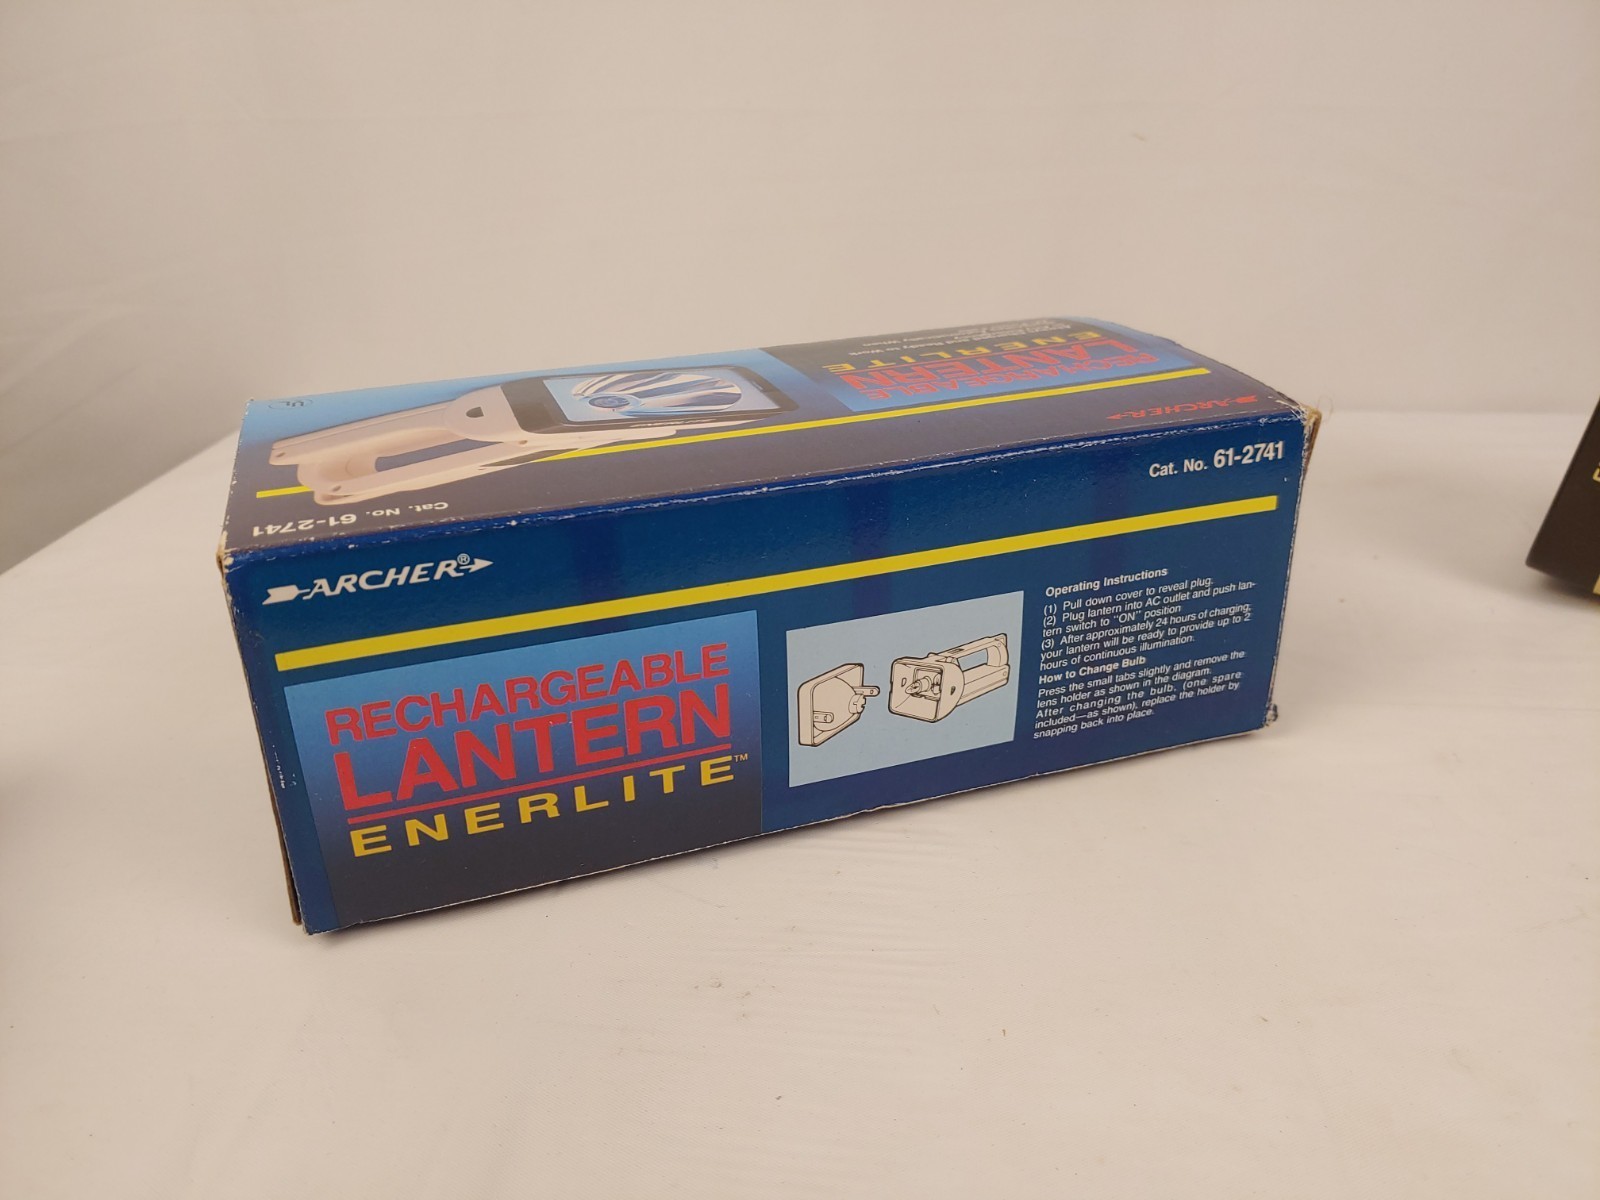 RECHARGEABLE
LANTERN
ENERLITE
ARCHER
Cat. No. 61-2741
UL
ARCHER®
Cat. No. 61-2741
RECHARGEABLE
LANTERN
ENERLITE™
Operating Instructions
(1) Pull down cover to reveal plug.
(2) Plug lantern into AC outlet and push lan-
tern switch to "ON" position
(3) After approximately 24 hours of charging,
your lantern will be ready to provide up to 2
hours of continuous illumination.
How to Change Bulb
Press the small tabs slightly and remove the
lens holder as shown in the diagram.
After changing the bulb, (one spare
included—as shown), replace the holder by
snapping back into place.